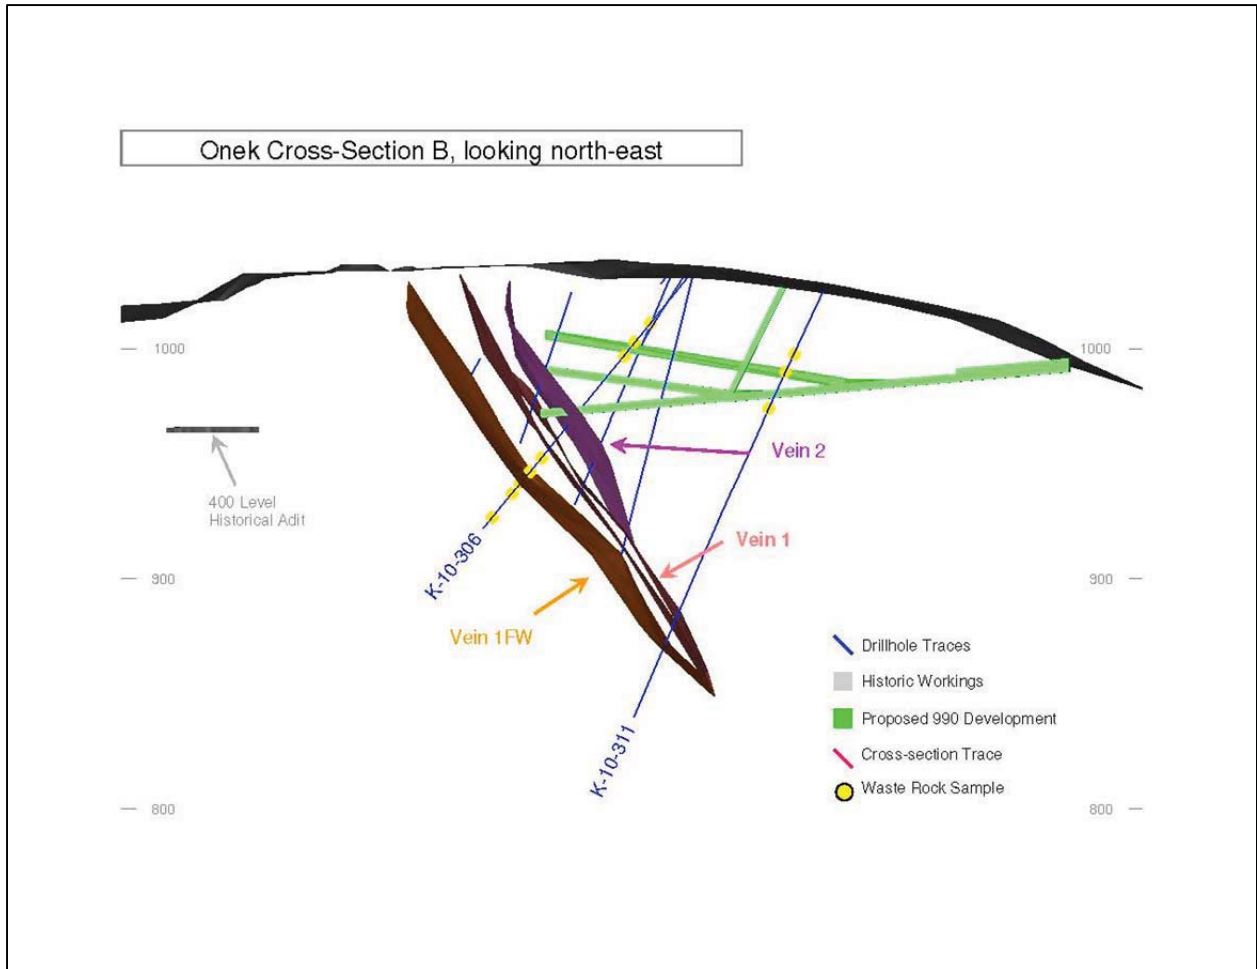 Onek Cross-Section B, looking north-east
1000
1000
400 Level
Historical Adit
Vein 2
K-10-306
Vein 1
900
900
Vein 1FW
K-10-311
Drillhole Traces
Historic Workings
Proposed 990 Development
Cross-section Trace
Waste Rock Sample
800
800